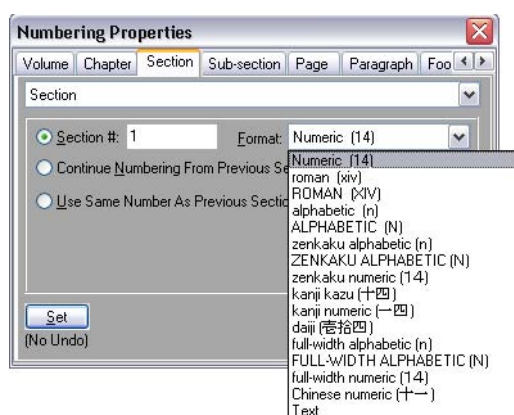 Numbering Properties
Volume Chapter Section Sub-section Page Paragraph Foo
Section
Section #: 1 Format: Numeric (14)
Continue Numbering From Previous Se
Use Same Number As Previous Sectio
Numeric (14)
roman (xiv)
ROMAN (XIV)
alphabetic (n)
ALPHABETIC (N)
zenkaku alphabetic (n)
ZENKAKU ALPHABETIC (N)
zenkaku numeric (14)
kanji kazu (十四)
kanji numeric (一四)
daiji (壱拾四)
full-width alphabetic (n)
FULL-WIDTH ALPHABETIC (N)
full-width numeric (14)
Chinese numeric (十一)
Text
Set
(No Undo)